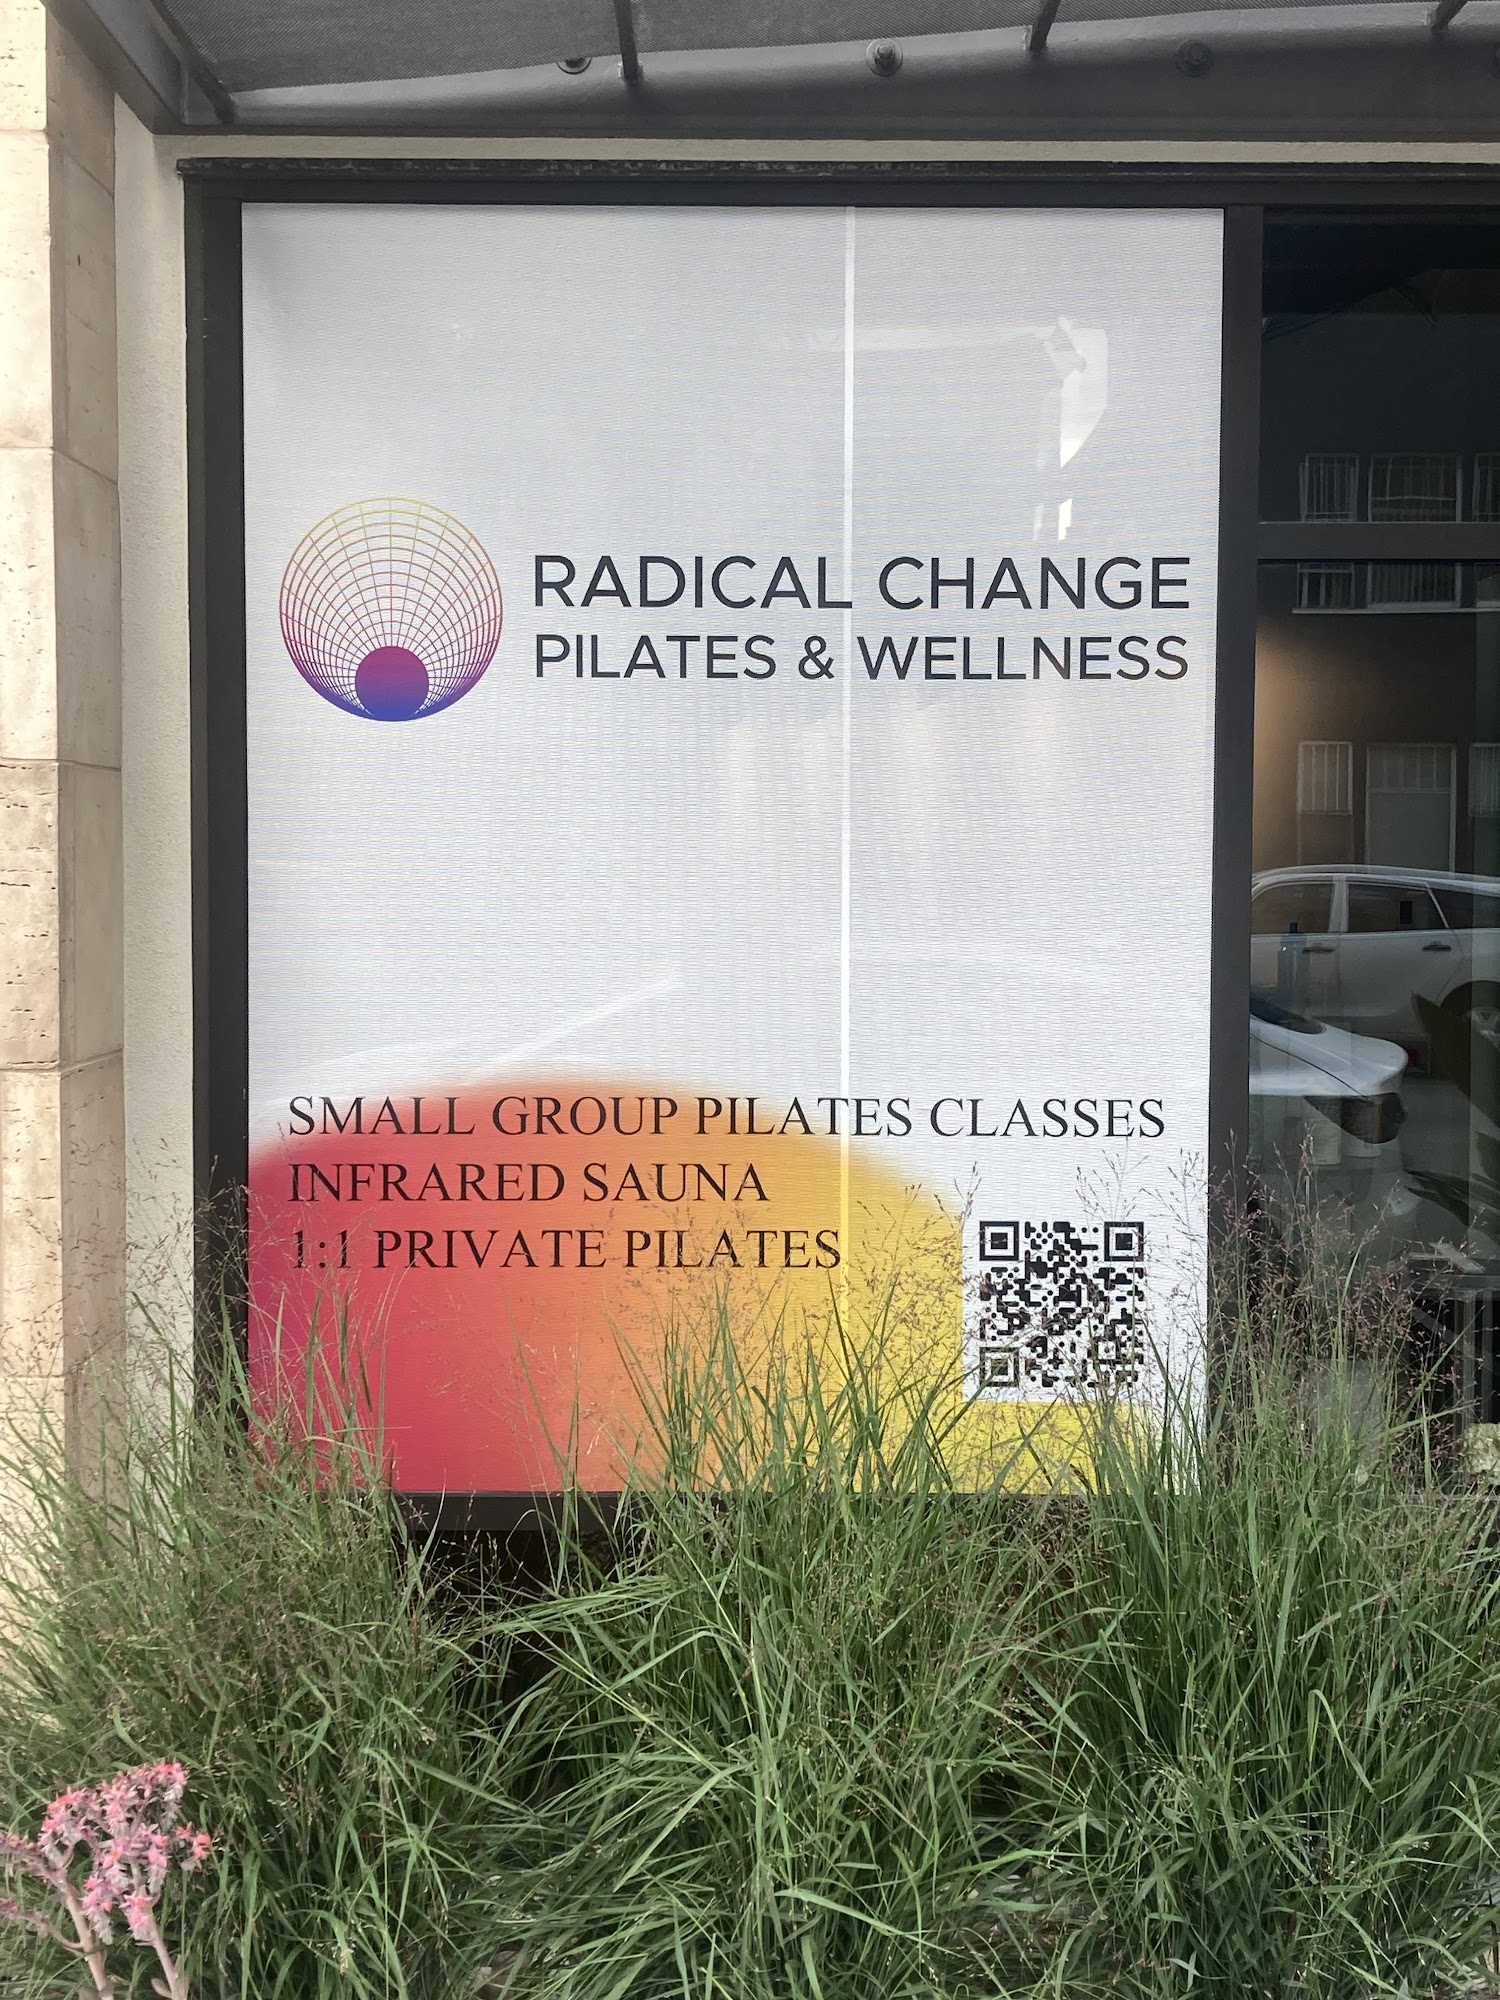 RADICAL CHANGE
PILATES & WELLNESS
SMALL GROUP PILATES CLASSES
INFRARED SAUNA
1:1 PRIVATE PILATES